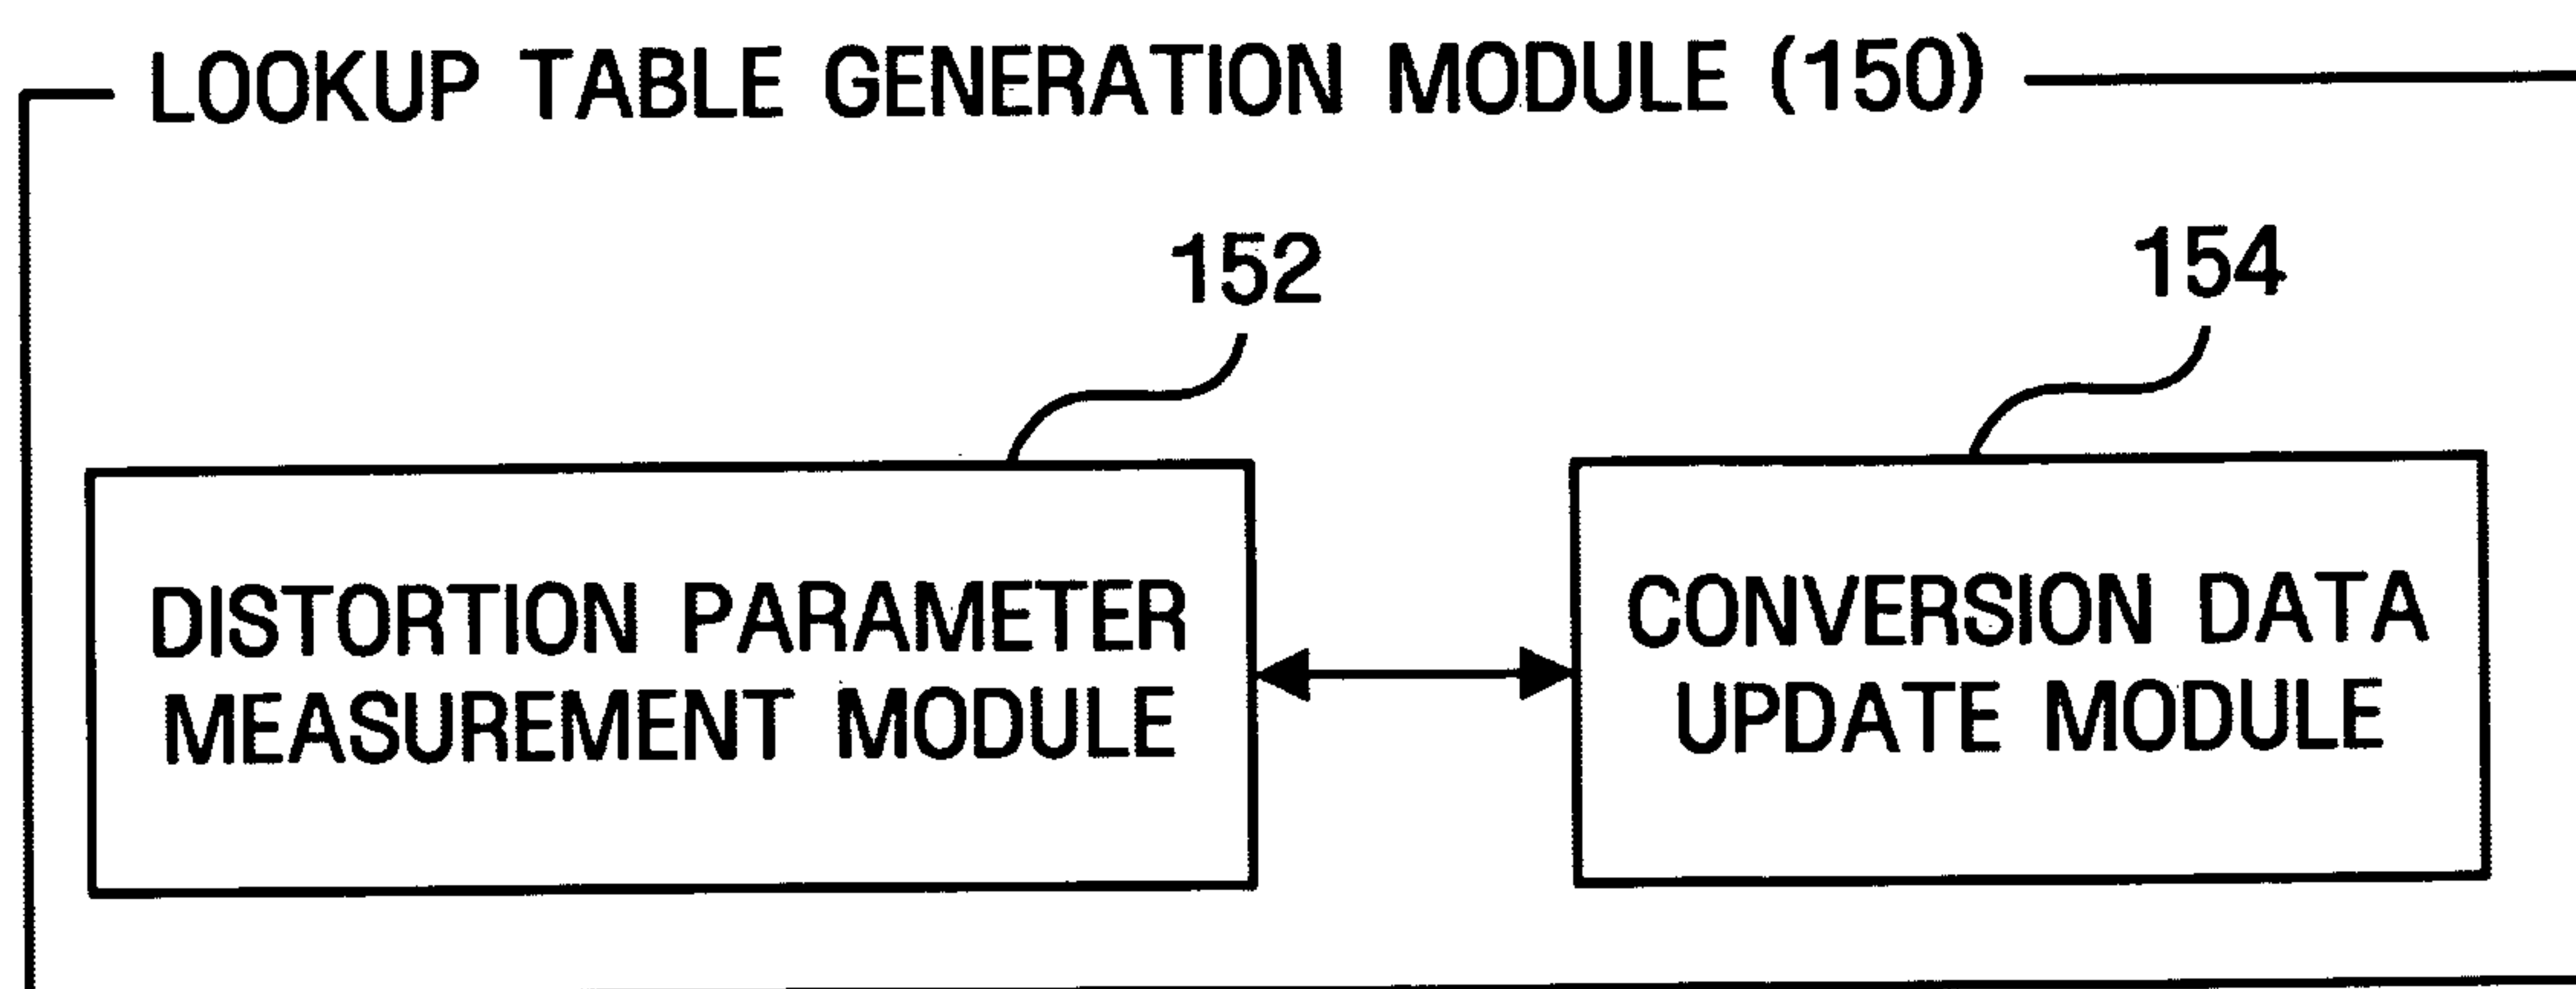 LOOKUP TABLE GENERATION MODULE (150)
152
154
DISTORTION PARAMETER
MEASUREMENT MODULE
CONVERSION DATA
UPDATE MODULE